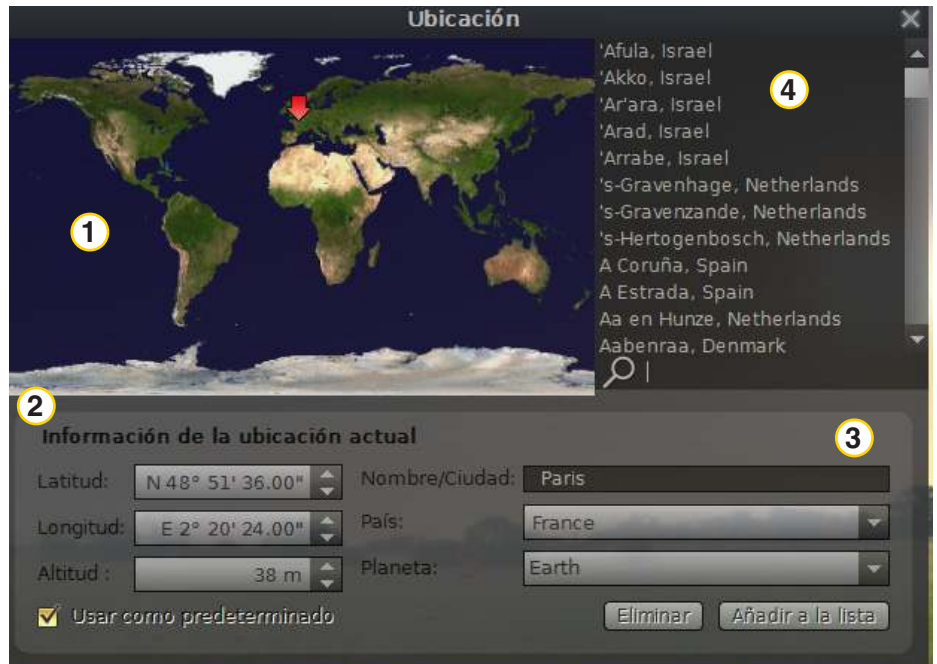 Ubicación
'Afula, Israel
'Akko, Israel
4
'Ar'ara, Israel
'Arad, Israel
'Arrabe, Israel
's-Gravenhage, Netherlands
's-Gravenzande, Netherlands
1
's-Hertogenbosch, Netherlands
A Coruña, Spain
A Estrada, Spain
Aa en Hunze, Netherlands
Aabenraa, Denmark
2
3
Información de la ubicación actual
Latitud: N 48° 51' 36.00" Nombre/Ciudad: Paris
Longitud: E 2° 20' 24.00" País: France
Altitud : 38 m Planeta: Earth
Usar como predeterminado Eliminar Añadir a la lista